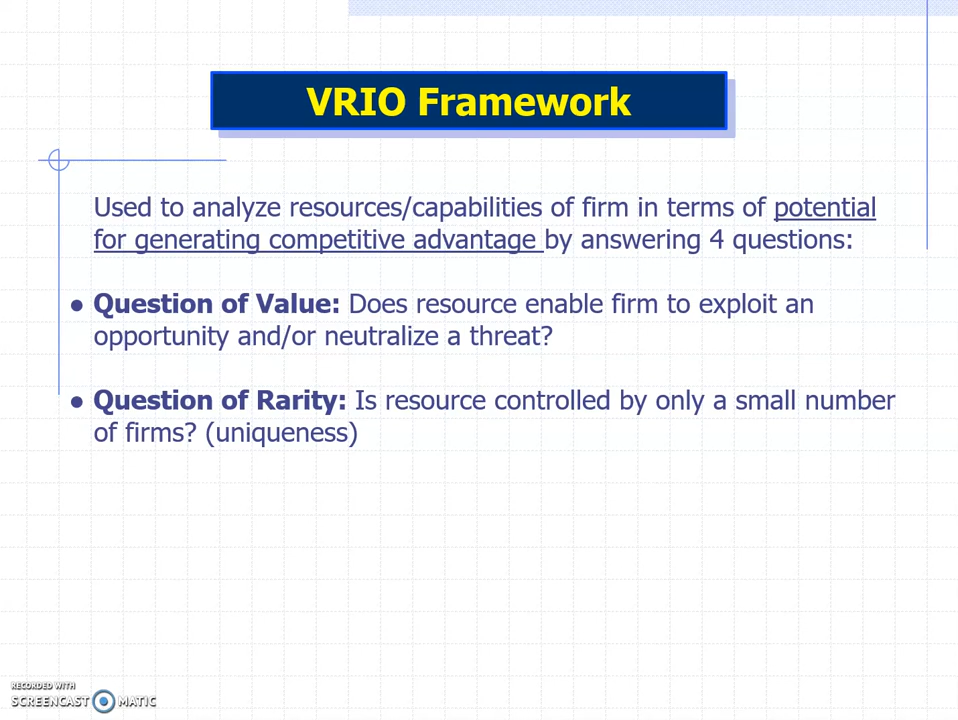 VRIO Framework
Used to analyze resources/capabilities of firm in terms of potential
for generating competitive advantage by answering 4 questions:
● Question of Value: Does resource enable firm to exploit an
opportunity and/or neutralize a threat?
● Question of Rarity: Is resource controlled by only a small number
of firms? (uniqueness)
RECORDED WITH
SCREENCAST MATIC